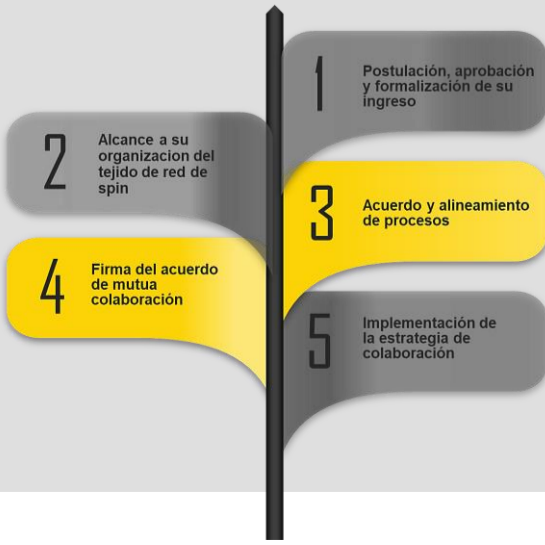 1
Postulación, aprobación
y formalización de su
ingreso
2
Alcance a su
organizacion del
tejido de red de
spin
3
Acuerdo y alineamiento
de procesos
4
Firma del acuerdo
de mutua
colaboración
5
Implementación de
la estrategia de
colaboración